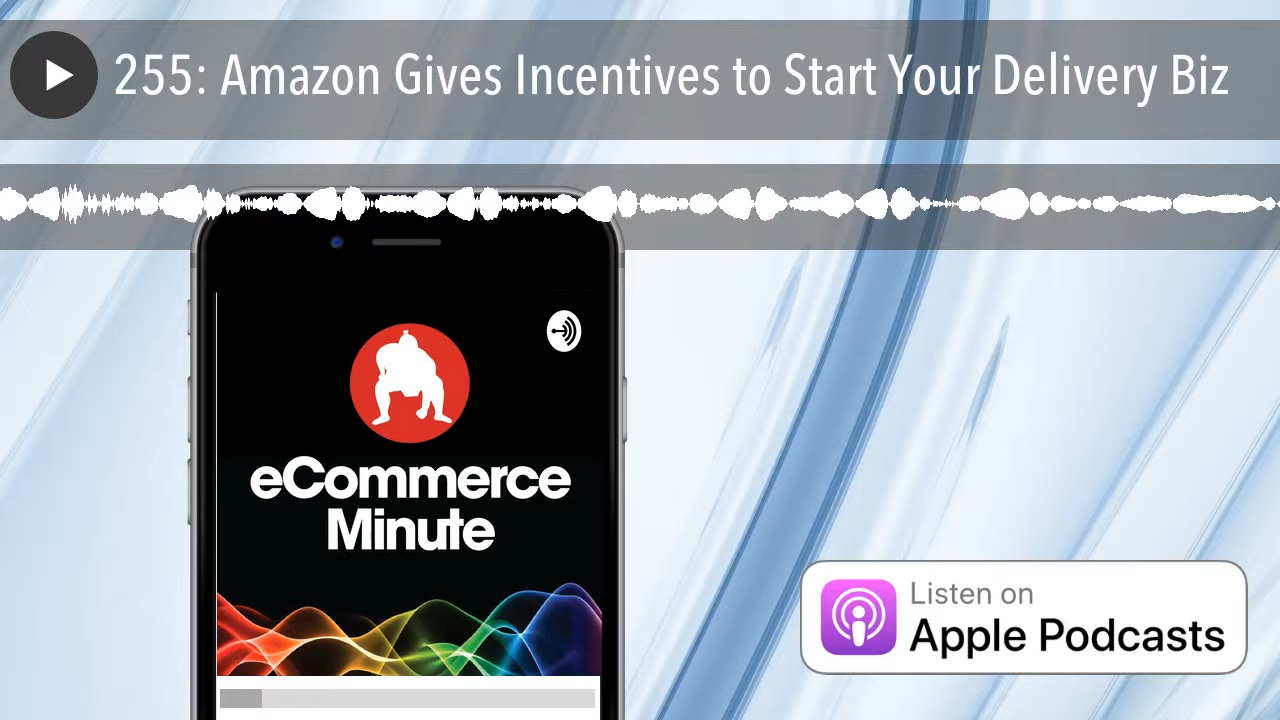 255: Amazon Gives Incentives to Start Your Delivery Biz
eCommerce
Minute
Listen on
Apple Podcasts